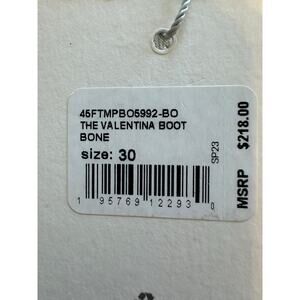 45FTMPBO5992-BO
THE VALENTINA BOOT
BONE
size: 30
SP23
MSRP $218.00
1 95769 12293 0